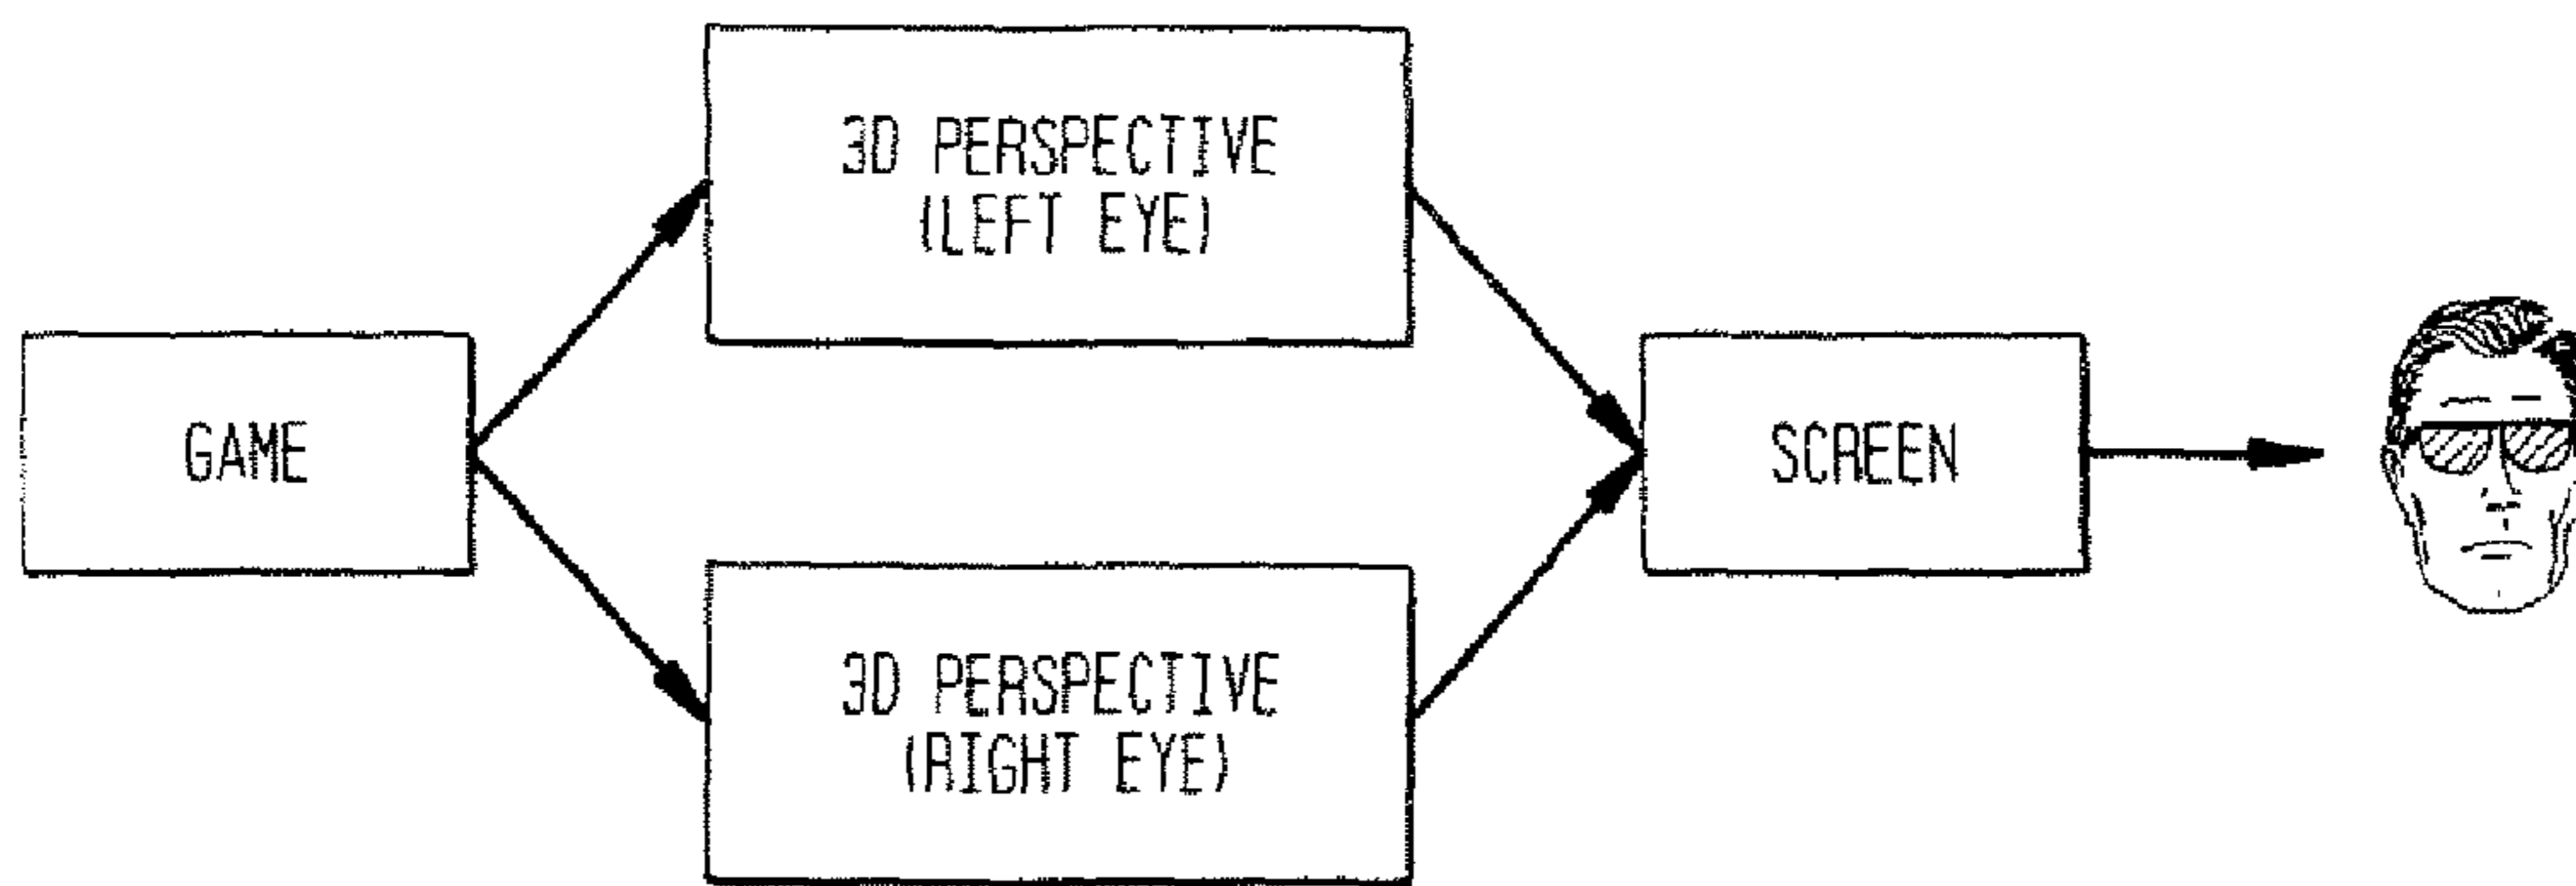 GAME
3D PERSPECTIVE
(LEFT EYE)
3D PERSPECTIVE
(RIGHT EYE)
SCREEN